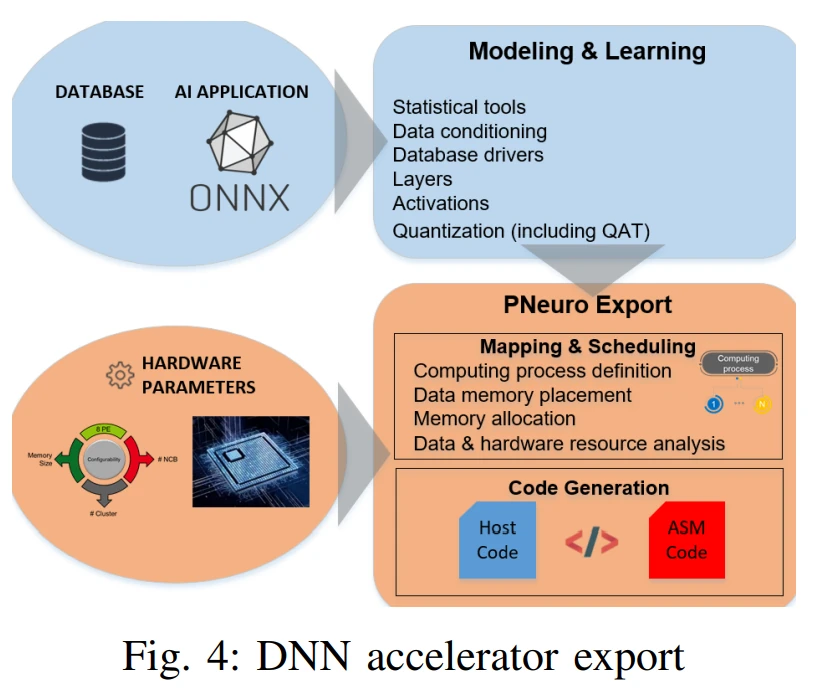 DATABASE
AI APPLICATION
ONNX
Modeling & Learning
Statistical tools
Data conditioning
Database drivers
Layers
Activations
Quantization (including QAT)
HARDWARE
PARAMETERS
8 PE
Memory
Size
Configurability
# NCB
# Cluster
PNeuro Export
Mapping & Scheduling
Computing process definition
Data memory placement
Memory allocation
Data & hardware resource analysis
Computing
process
1 ••• N
Code Generation
Host
Code
</>
ASM
Code
Fig. 4: DNN accelerator export